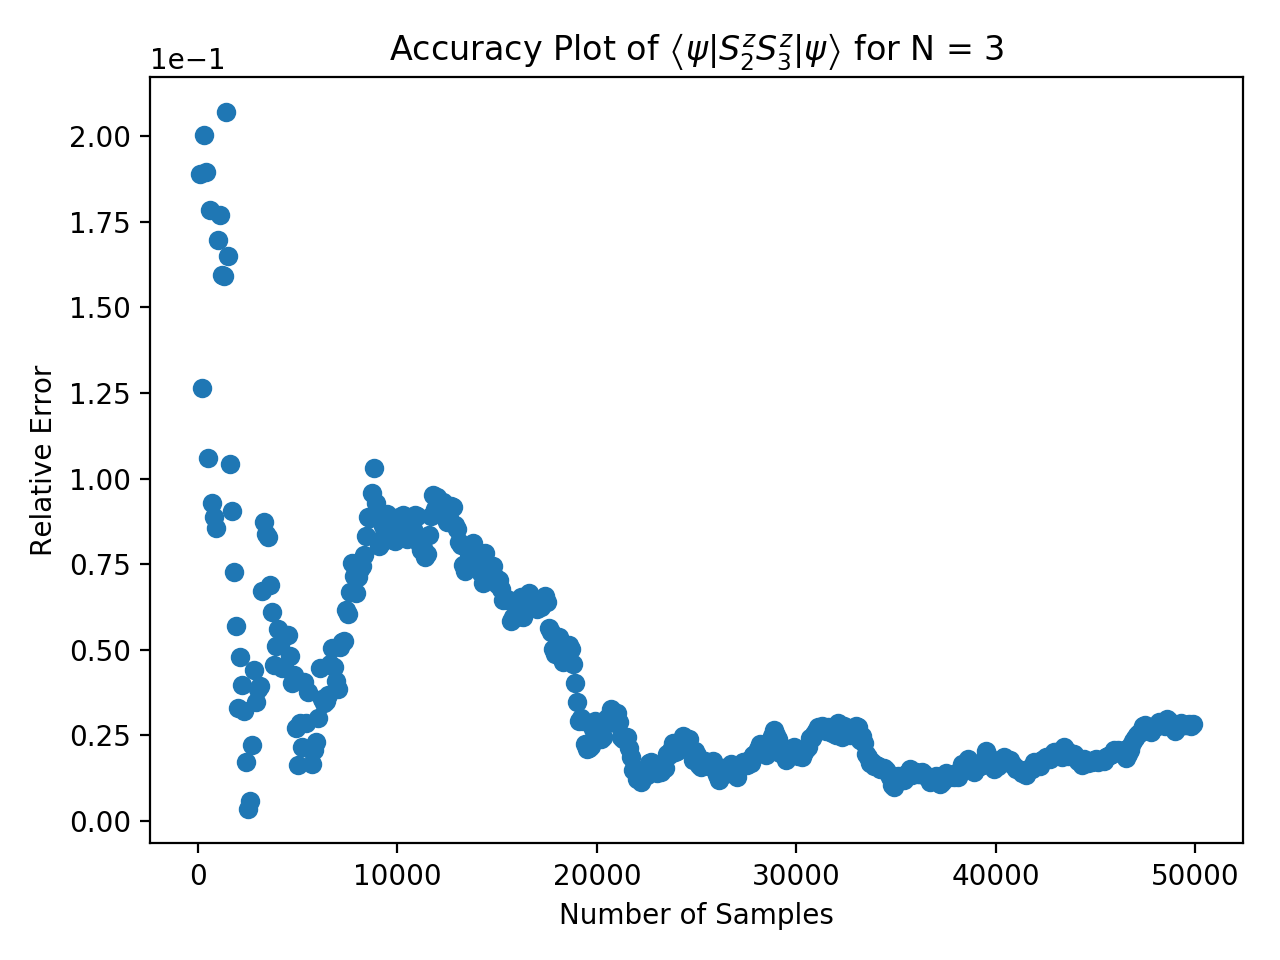 Accuracy Plot of ⟨ψ|S₂ᶻS₃ᶻ|ψ⟩ for N = 3
1e−1
2.00
1.75
1.50
1.25
1.00
0.75
0.50
0.25
0.00
Relative Error
0 10000 20000 30000 40000 50000
Number of Samples